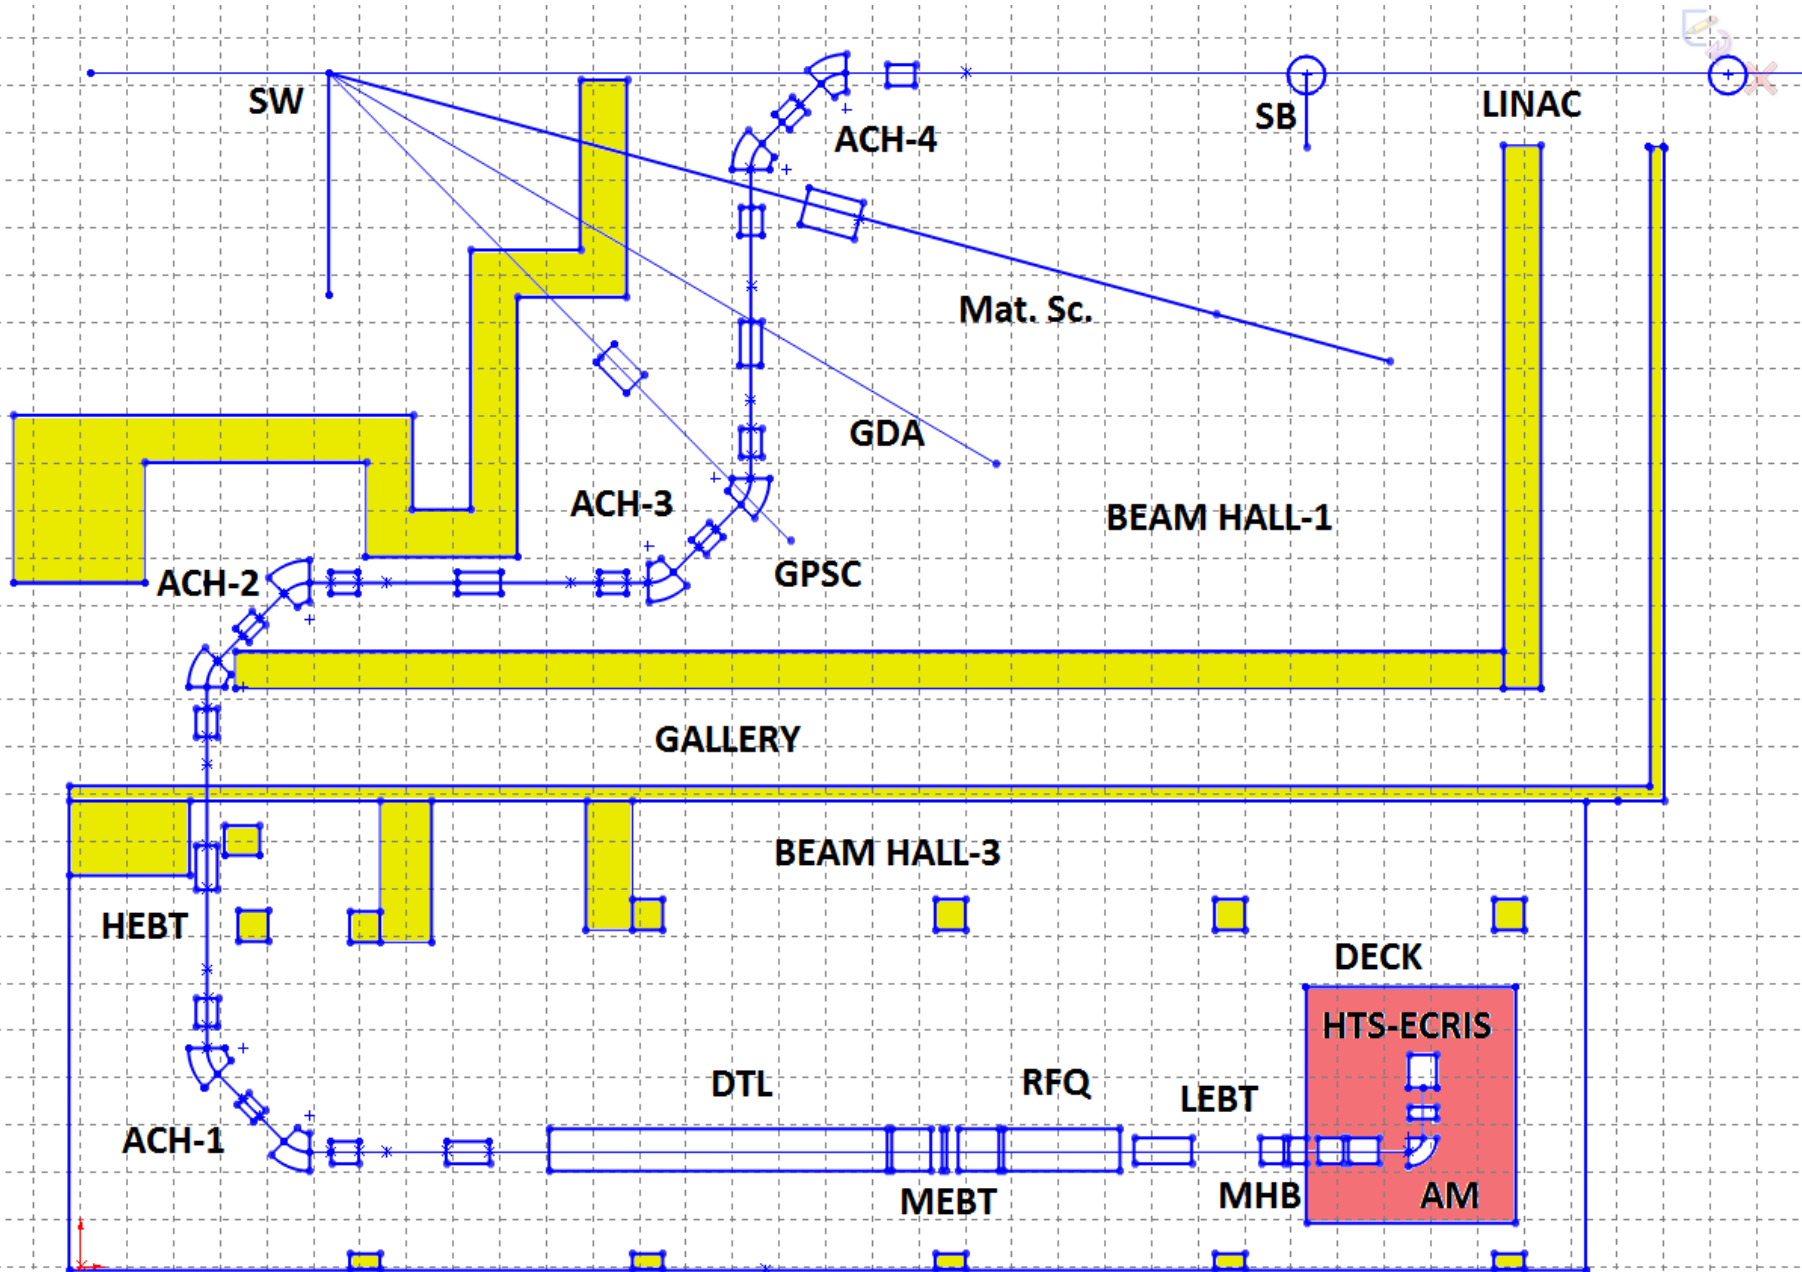 SW
SB
LINAC
ACH-4
Mat. Sc.
GDA
ACH-3
BEAM HALL-1
ACH-2
GPSC
GALLERY
BEAM HALL-3
HEBT
DECK
HTS-ECRIS
DTL
RFQ
LEBT
ACH-1
MEBT
MHB
AM